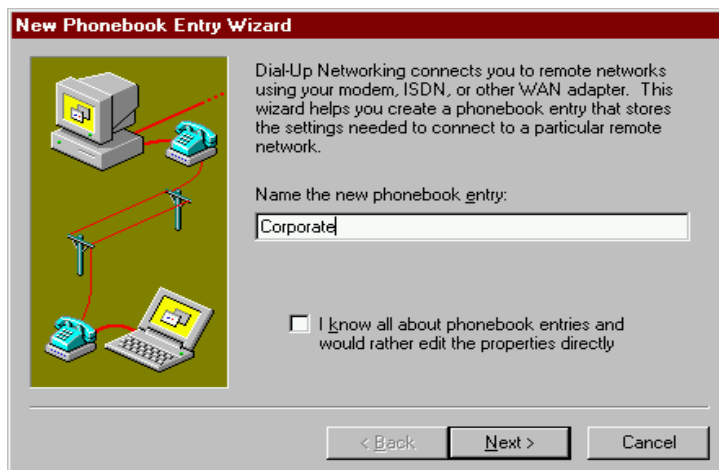 New Phonebook Entry Wizard
Dial-Up Networking connects you to remote networks
using your modem, ISDN, or other WAN adapter. This
wizard helps you create a phonebook entry that stores
the settings needed to connect to a particular remote
network.
Name the new phonebook entry:
Corporate
I know all about phonebook entries and
would rather edit the properties directly
< Back Next > Cancel